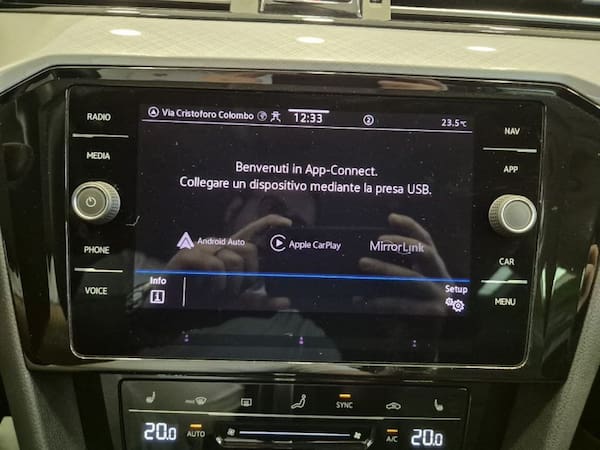 Via Cristoforo Colombo
12:33
2
23.5°C
RADIO
MEDIA
PHONE
VOICE
NAV
APP
CAR
MENU
Benvenuti in App-Connect.
Collegare un dispositivo mediante la presa USB.
Android Auto
Apple CarPlay
MirrorLink
Info
Setup
SYNC
20.0
AUTO
A/C
20.0